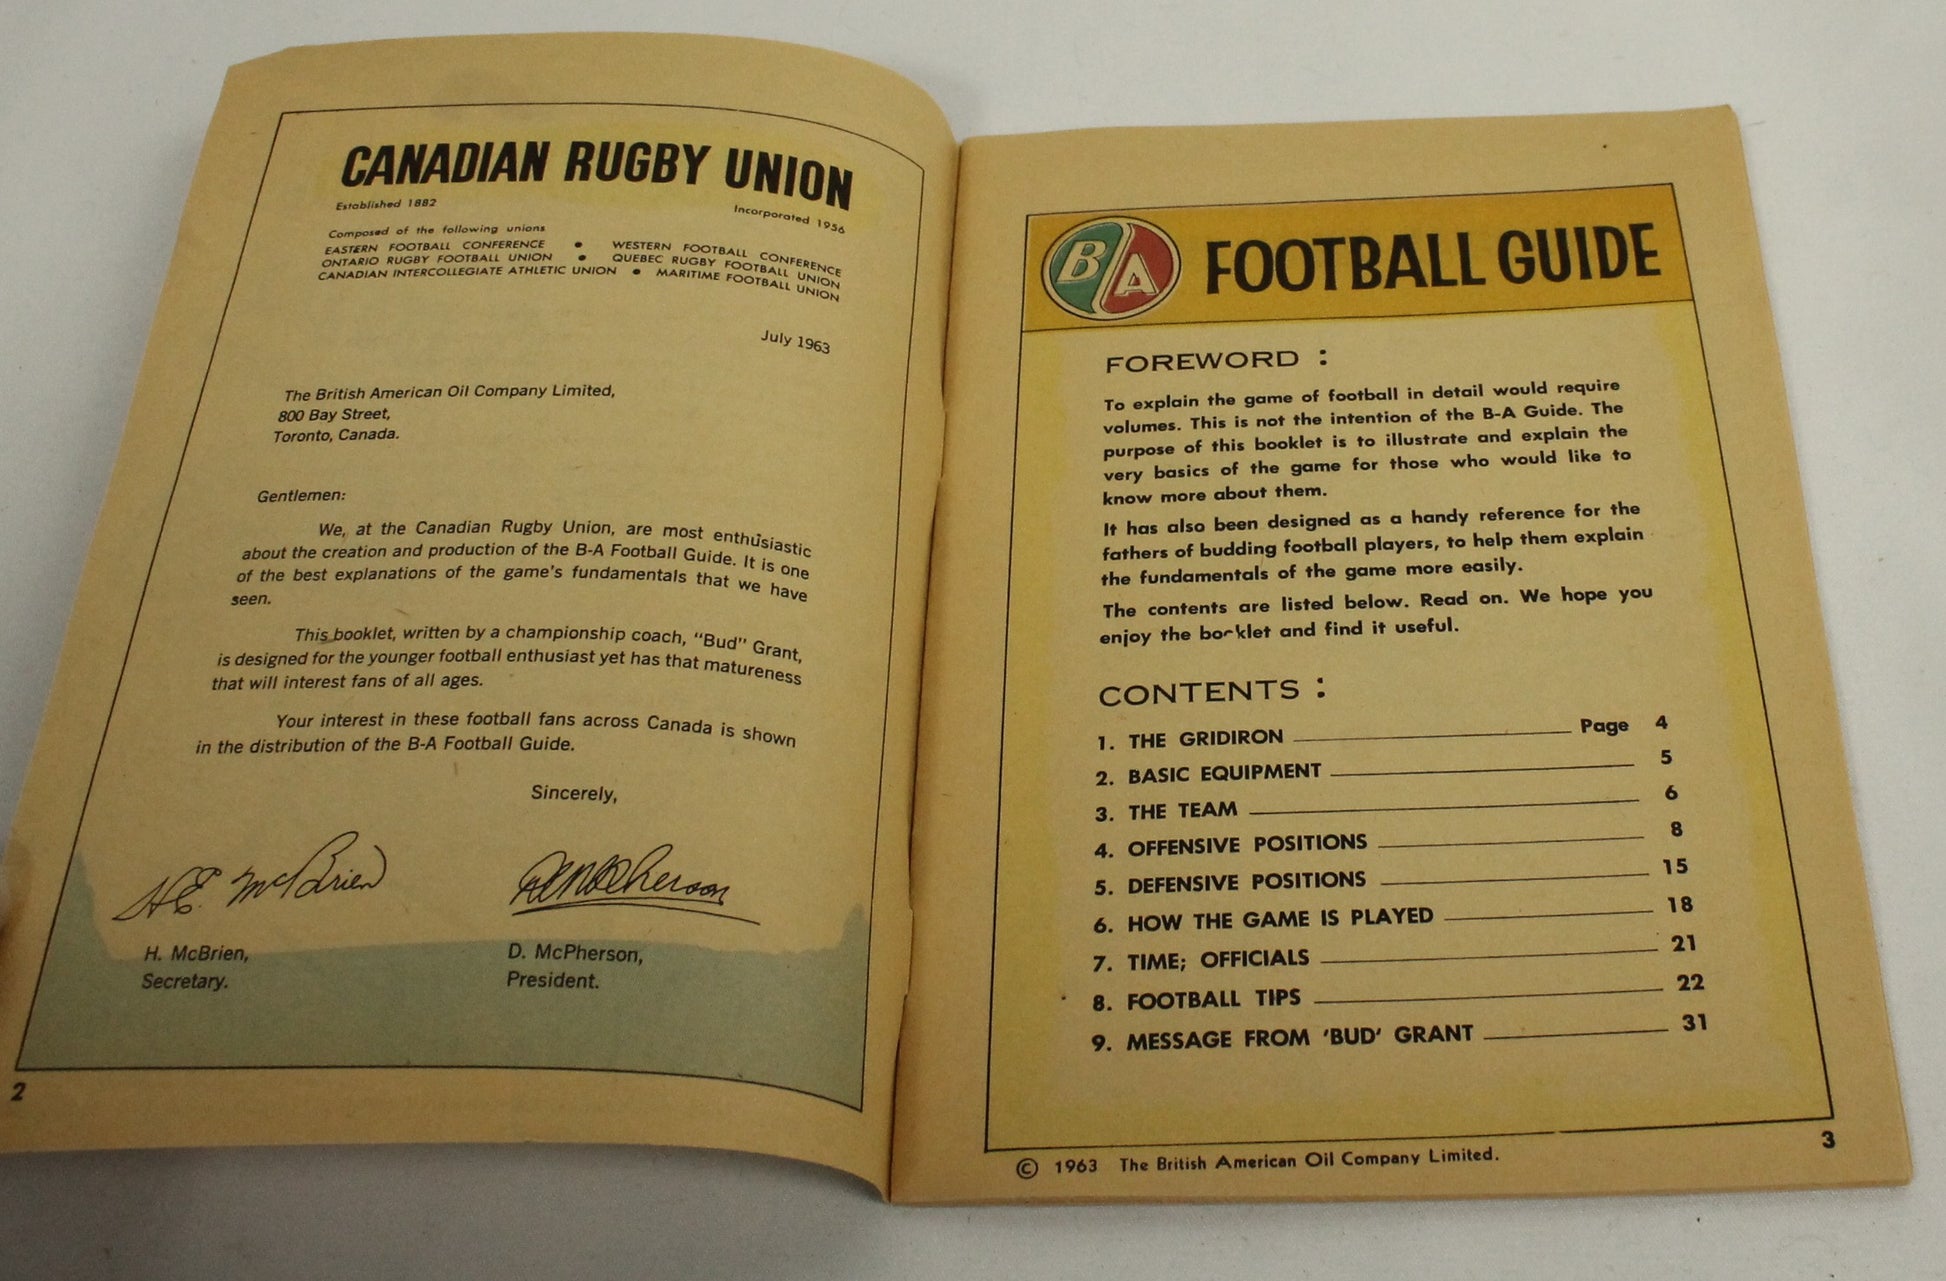 CANADIAN RUGBY UNION
Established 1882
Incorporated 1956
Composed of the following unions
EASTERN FOOTBALL CONFERENCE • WESTERN FOOTBALL CONFERENCE
ONTARIO RUGBY FOOTBALL UNION • QUEBEC RUGBY FOOTBALL UNION
CANADIAN INTERCOLLEGIATE ATHLETIC UNION • MARITIME FOOTBALL UNION
July 1963
The British American Oil Company Limited,
800 Bay Street,
Toronto, Canada.
Gentlemen:
We, at the Canadian Rugby Union, are most enthusiastic
about the creation and production of the B-A Football Guide. It is one
of the best explanations of the game's fundamentals that we have
seen.
This booklet, written by a championship coach, "Bud" Grant,
is designed for the younger football enthusiast yet has that matureness
that will interest fans of all ages.
Your interest in these football fans across Canada is shown
in the distribution of the B-A Football Guide.
Sincerely,
HE. McBrien
D McPherson
H. McBrien,
Secretary.
D. McPherson,
President.
2
BA FOOTBALL GUIDE
FOREWORD :
To explain the game of football in detail would require
volumes. This is not the intention of the B-A Guide. The
purpose of this booklet is to illustrate and explain the
very basics of the game for those who would like to
know more about them.
It has also been designed as a handy reference for the
fathers of budding football players, to help them explain
the fundamentals of the game more easily.
The contents are listed below. Read on. We hope you
enjoy the booklet and find it useful.
CONTENTS :
1. THE GRIDIRON Page 4
2. BASIC EQUIPMENT 5
3. THE TEAM 6
4. OFFENSIVE POSITIONS 8
5. DEFENSIVE POSITIONS 15
6. HOW THE GAME IS PLAYED 18
7. TIME; OFFICIALS 21
8. FOOTBALL TIPS 22
9. MESSAGE FROM 'BUD' GRANT 31
© 1963 The British American Oil Company Limited.
3